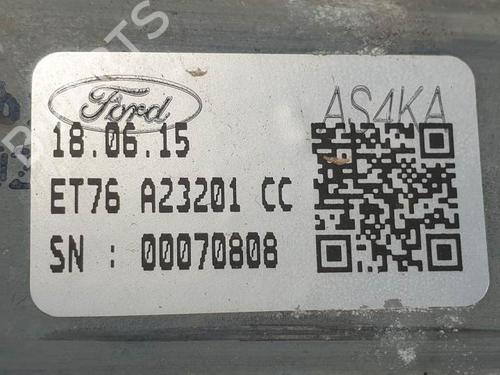 Ford
AS4KA
18.06.15
ET76 A23201 CC
SN : 00070808